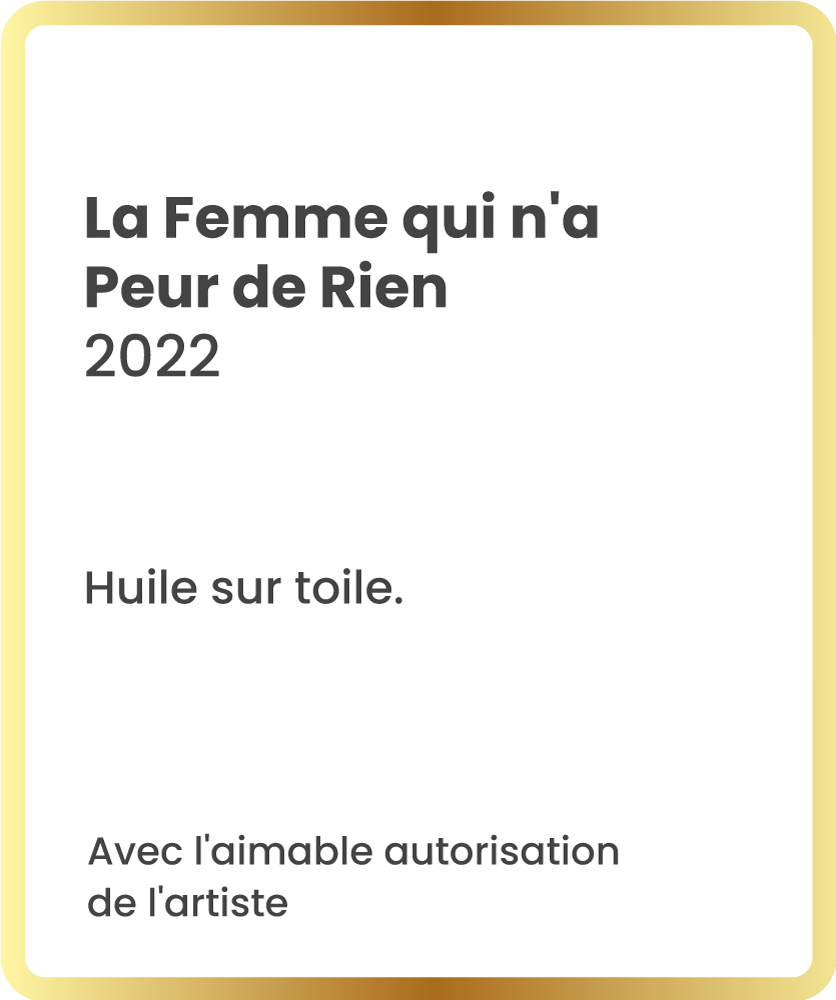 La Femme qui n'a
Peur de Rien
2022
Huile sur toile.
Avec l'aimable autorisation
de l'artiste